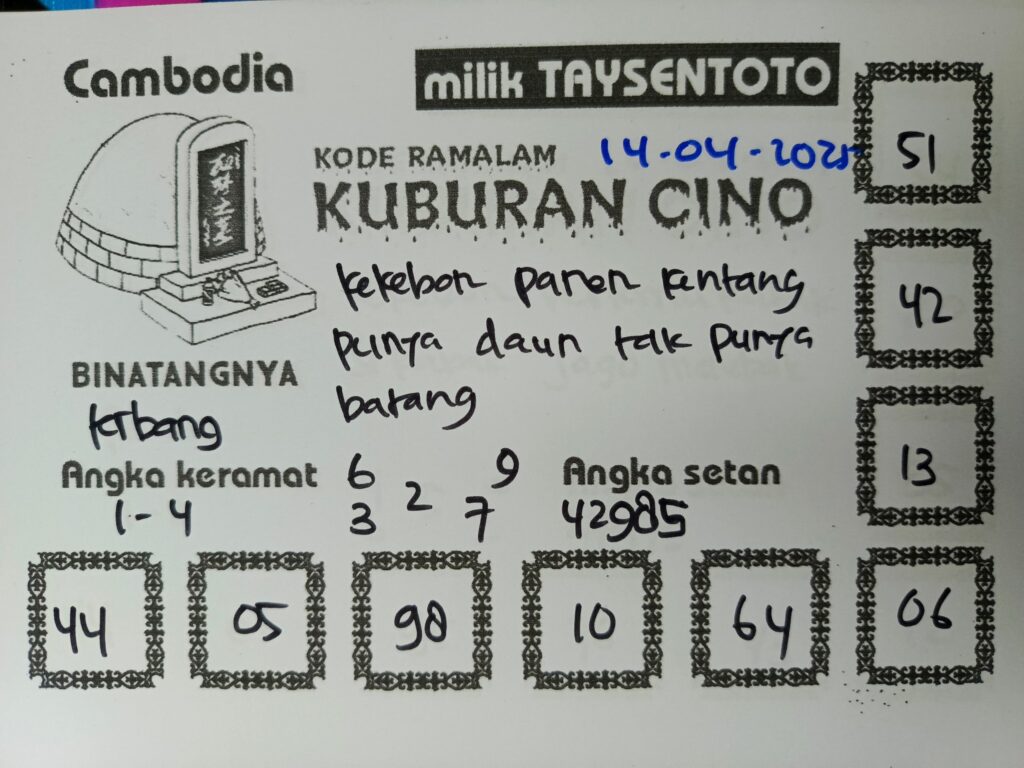 Cambodia
milik TAYSENTOTO
KODE RAMALAM 14-04-2025
KUBURAN CINO
kekebon panen kentang
punya daun tak punya
batang
BINATANGNYA
krbang
Angka keramat
1-4
6 9
2
3 7
Angka setan
42985
51
42
13
44 05 98 10 64 06